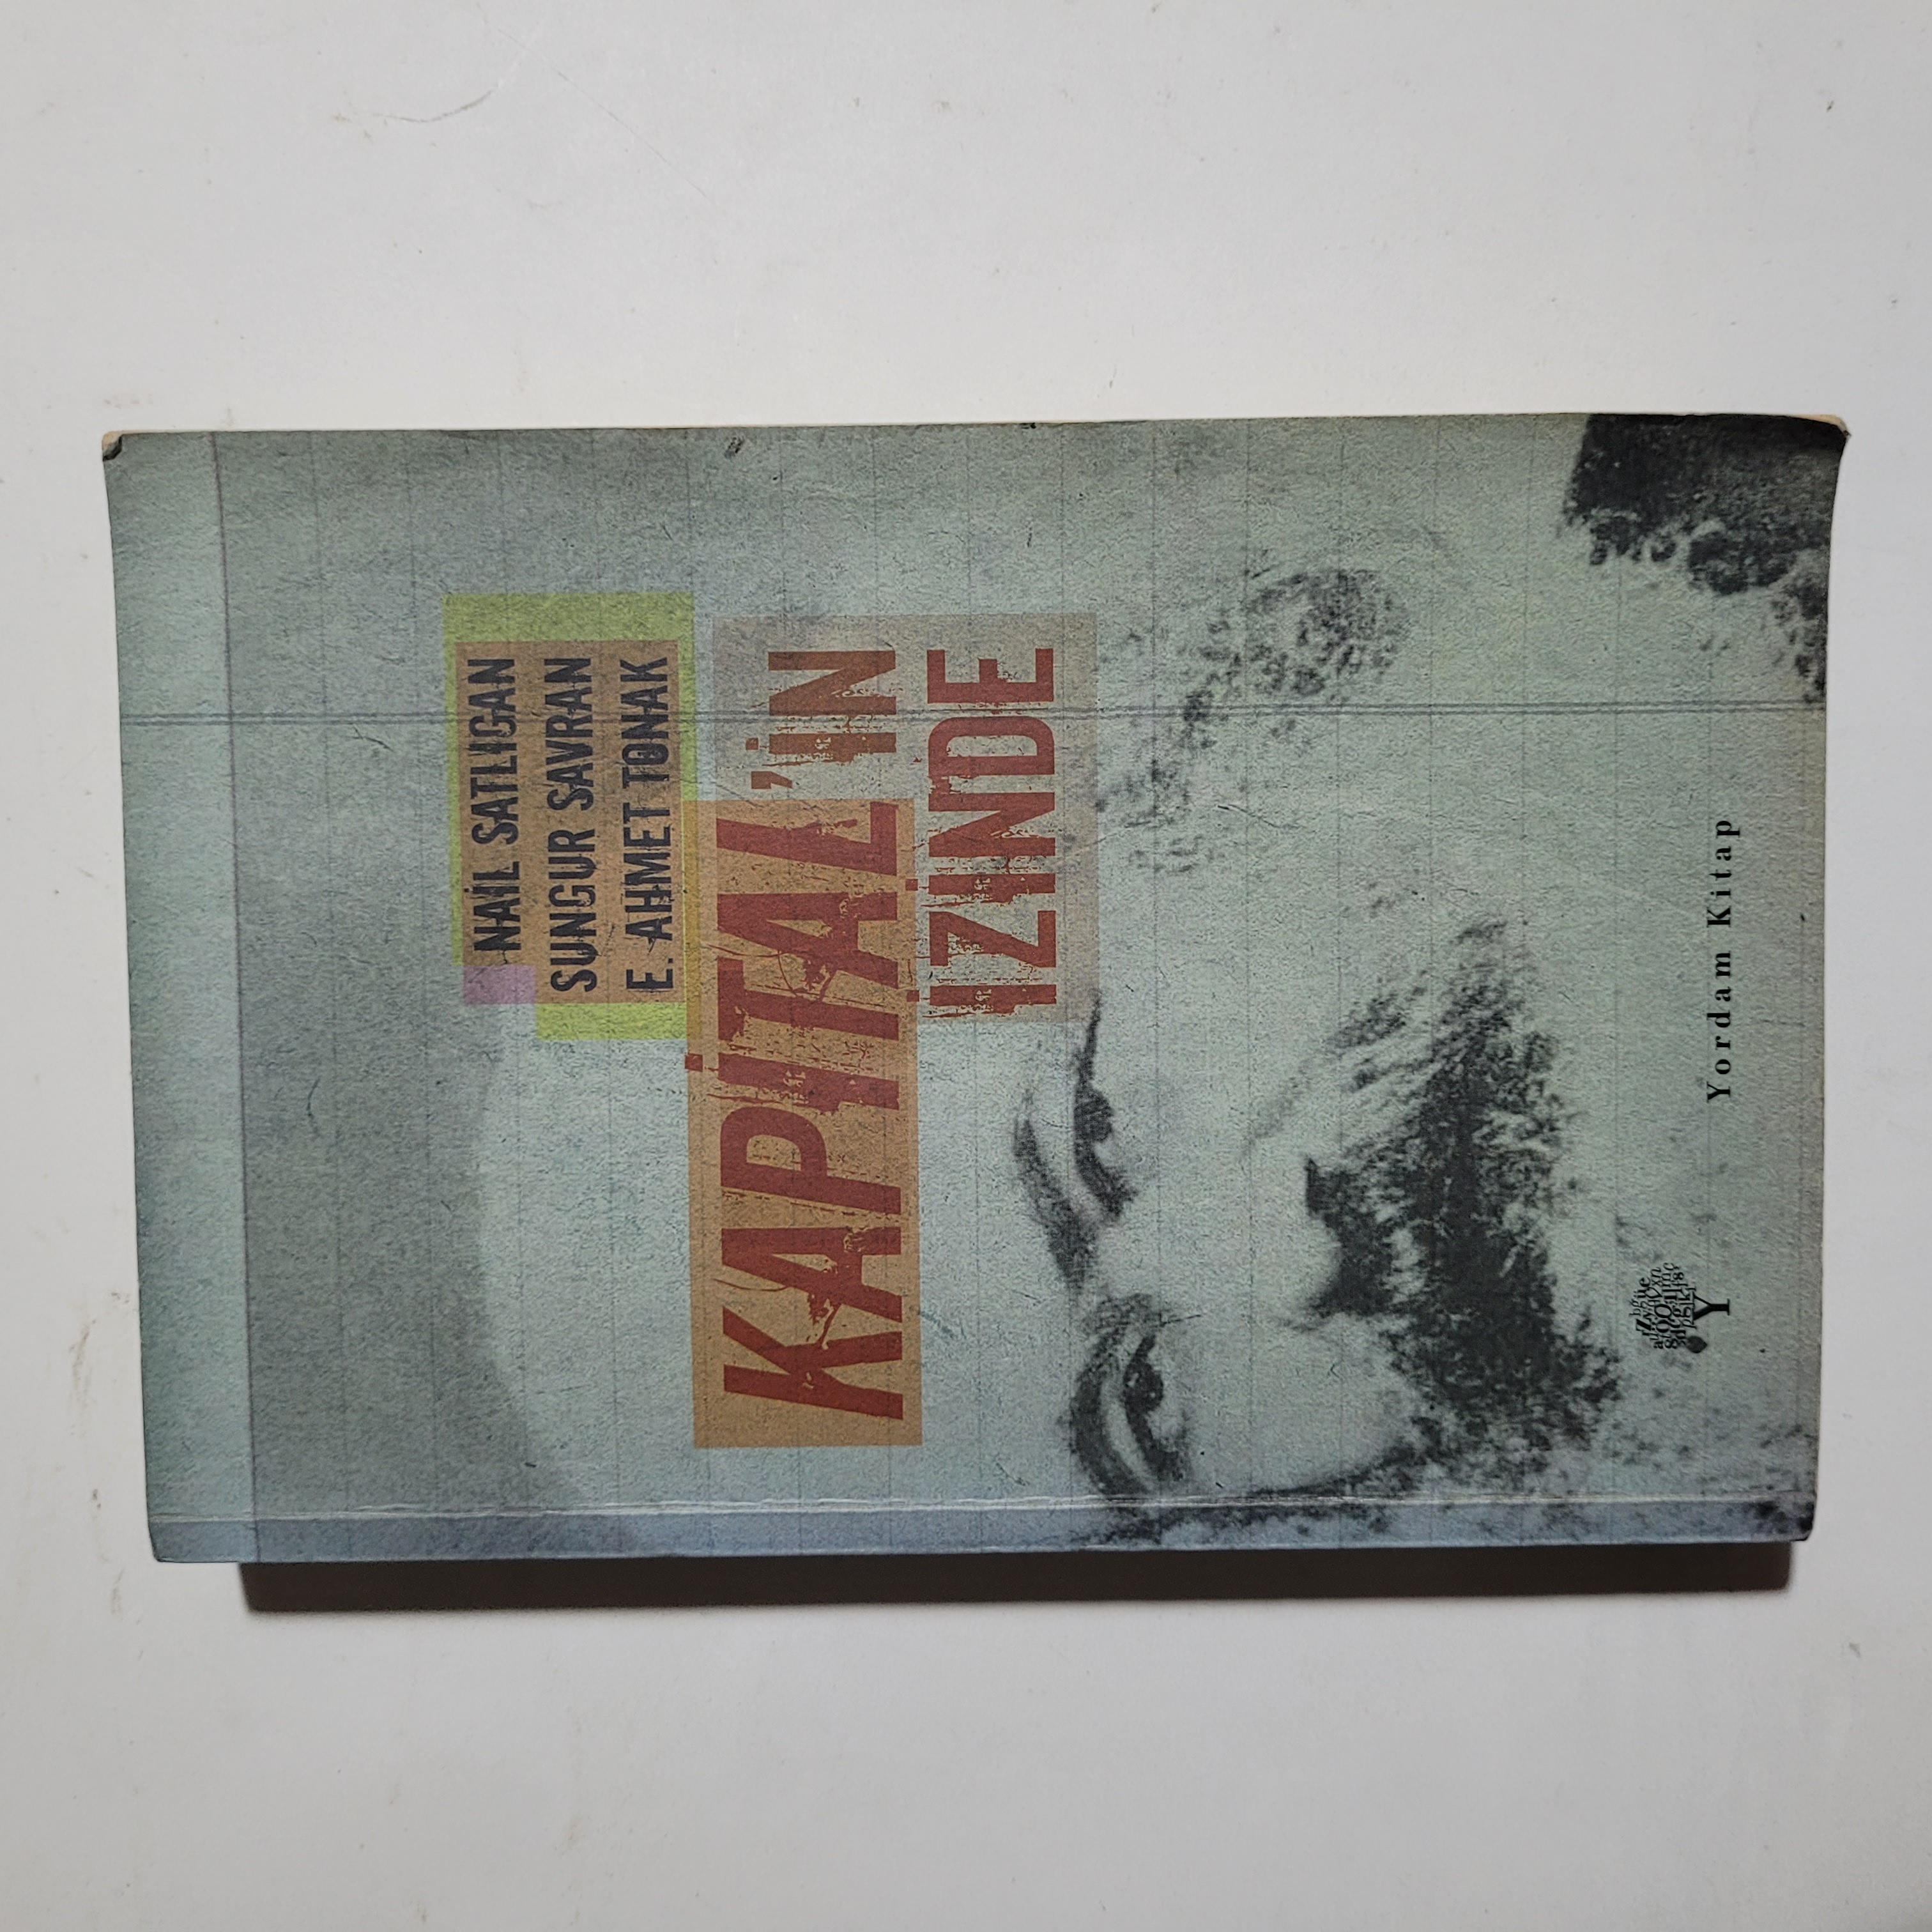 NAİL SATLIGAN
SUNGUR SAVRAN
E. AHMET TONAK
KAPİTAL'İN
İZİNDE
Yordam Kitap